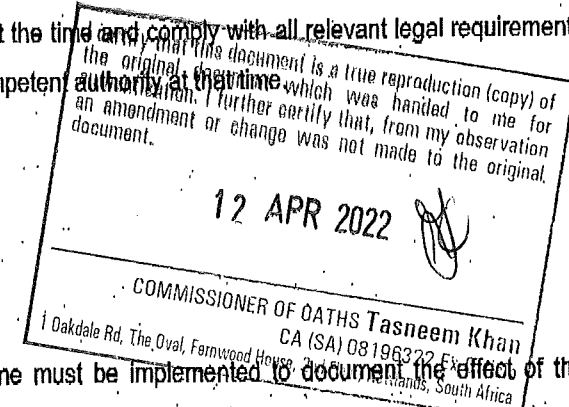 t the time and comply with all relevant legal requirement
that this document is a true reproduction (copy) of
mpetent authority at that time.
the original document which was handed to me for
I further certify that, from my observation
an amendment or change was not made to the original
document.
12 APR 2022
COMMISSIONER OF OATHS Tasneem Khan
CA (SA) 08196322 Ex
1 Oakdale Rd, The Oval, Fernwood House, South Africa
me must be implemented to document the effect of th